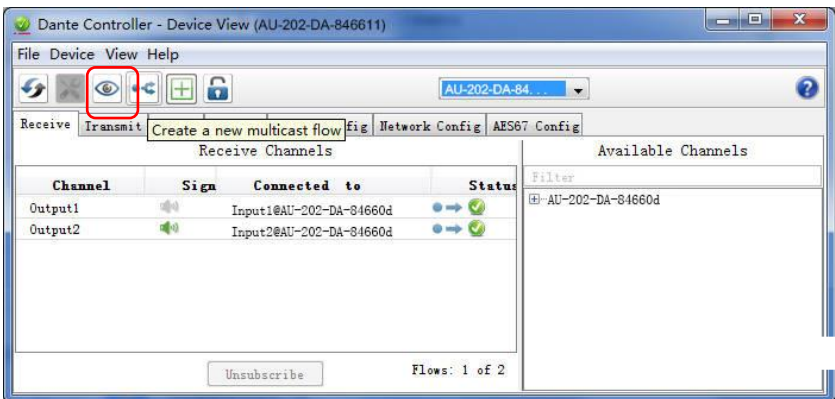 Dante Controller - Device View (AU-202-DA-846611)
File Device View Help
AU-202-DA-84...
Receive Transmit fig Network Config AES67 Config
Create a new multicast flow
Receive Channels Available Channels
Filter
Channel Sign Connected to Status
AU-202-DA-84660d
Output1 Input1@AU-202-DA-84660d
Output2 Input2@AU-202-DA-84660d
Unsubscribe Flows: 1 of 2